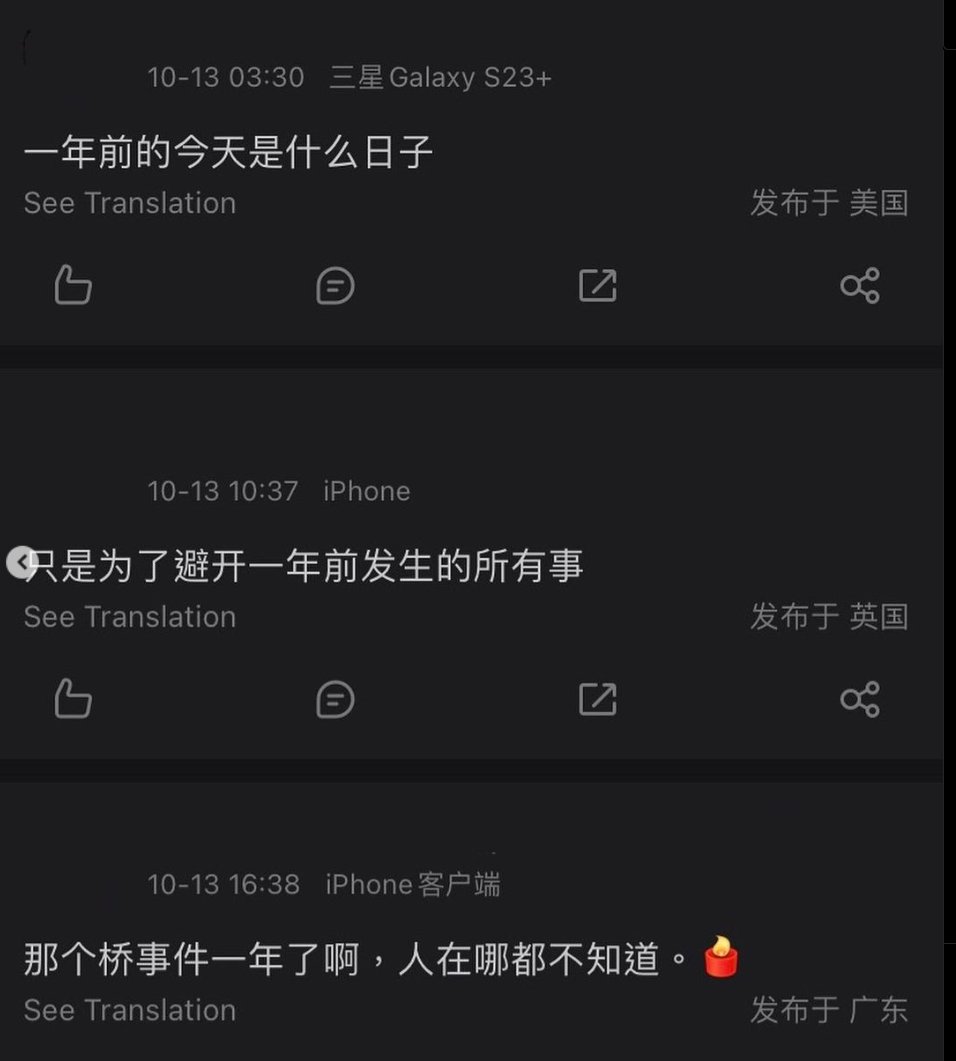 10-13 03:30 三星Galaxy S23+
一年前的今天是什么日子
See Translation 发布于 美国
10-13 10:37 iPhone
只是为了避开一年前发生的所有事
See Translation 发布于 英国
10-13 16:38 iPhone客户端
那个桥事件一年了啊，人在哪都不知道。🕯
See Translation 发布于 广东